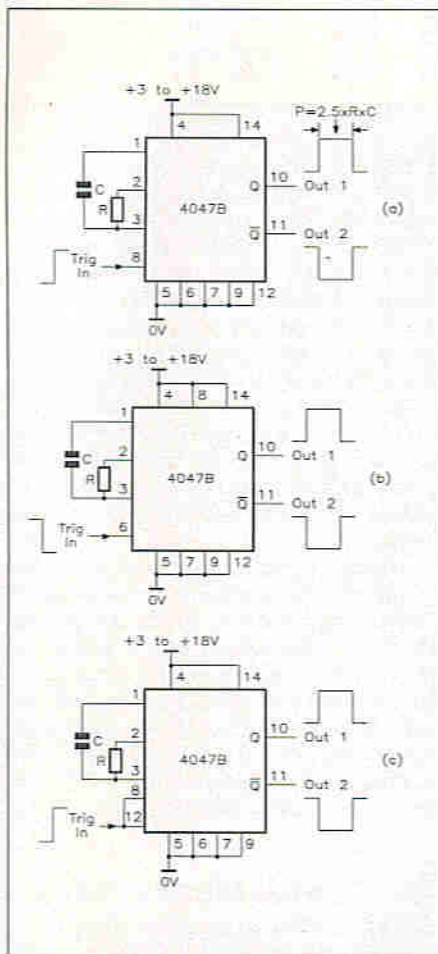 +3 to +18V
P=2.5xRxC
4 14
1
C
2
R
3
4047B
Q 10
Out 1
(a)
Q̅ 11
Out 2
Trig
In
8
5 6 7 9 12
0V
+3 to +18V
4 8 14
1
C
2
R
3
4047B
Q 10
Out 1
(b)
Q̅ 11
Out 2
Trig
In
6
5 7 9 12
0V
+3 to +18V
4 14
1
C
2
R
3
4047B
Q 10
Out 1
(c)
Q̅ 11
Out 2
8
Trig
In
12
5 6 7 9
0V